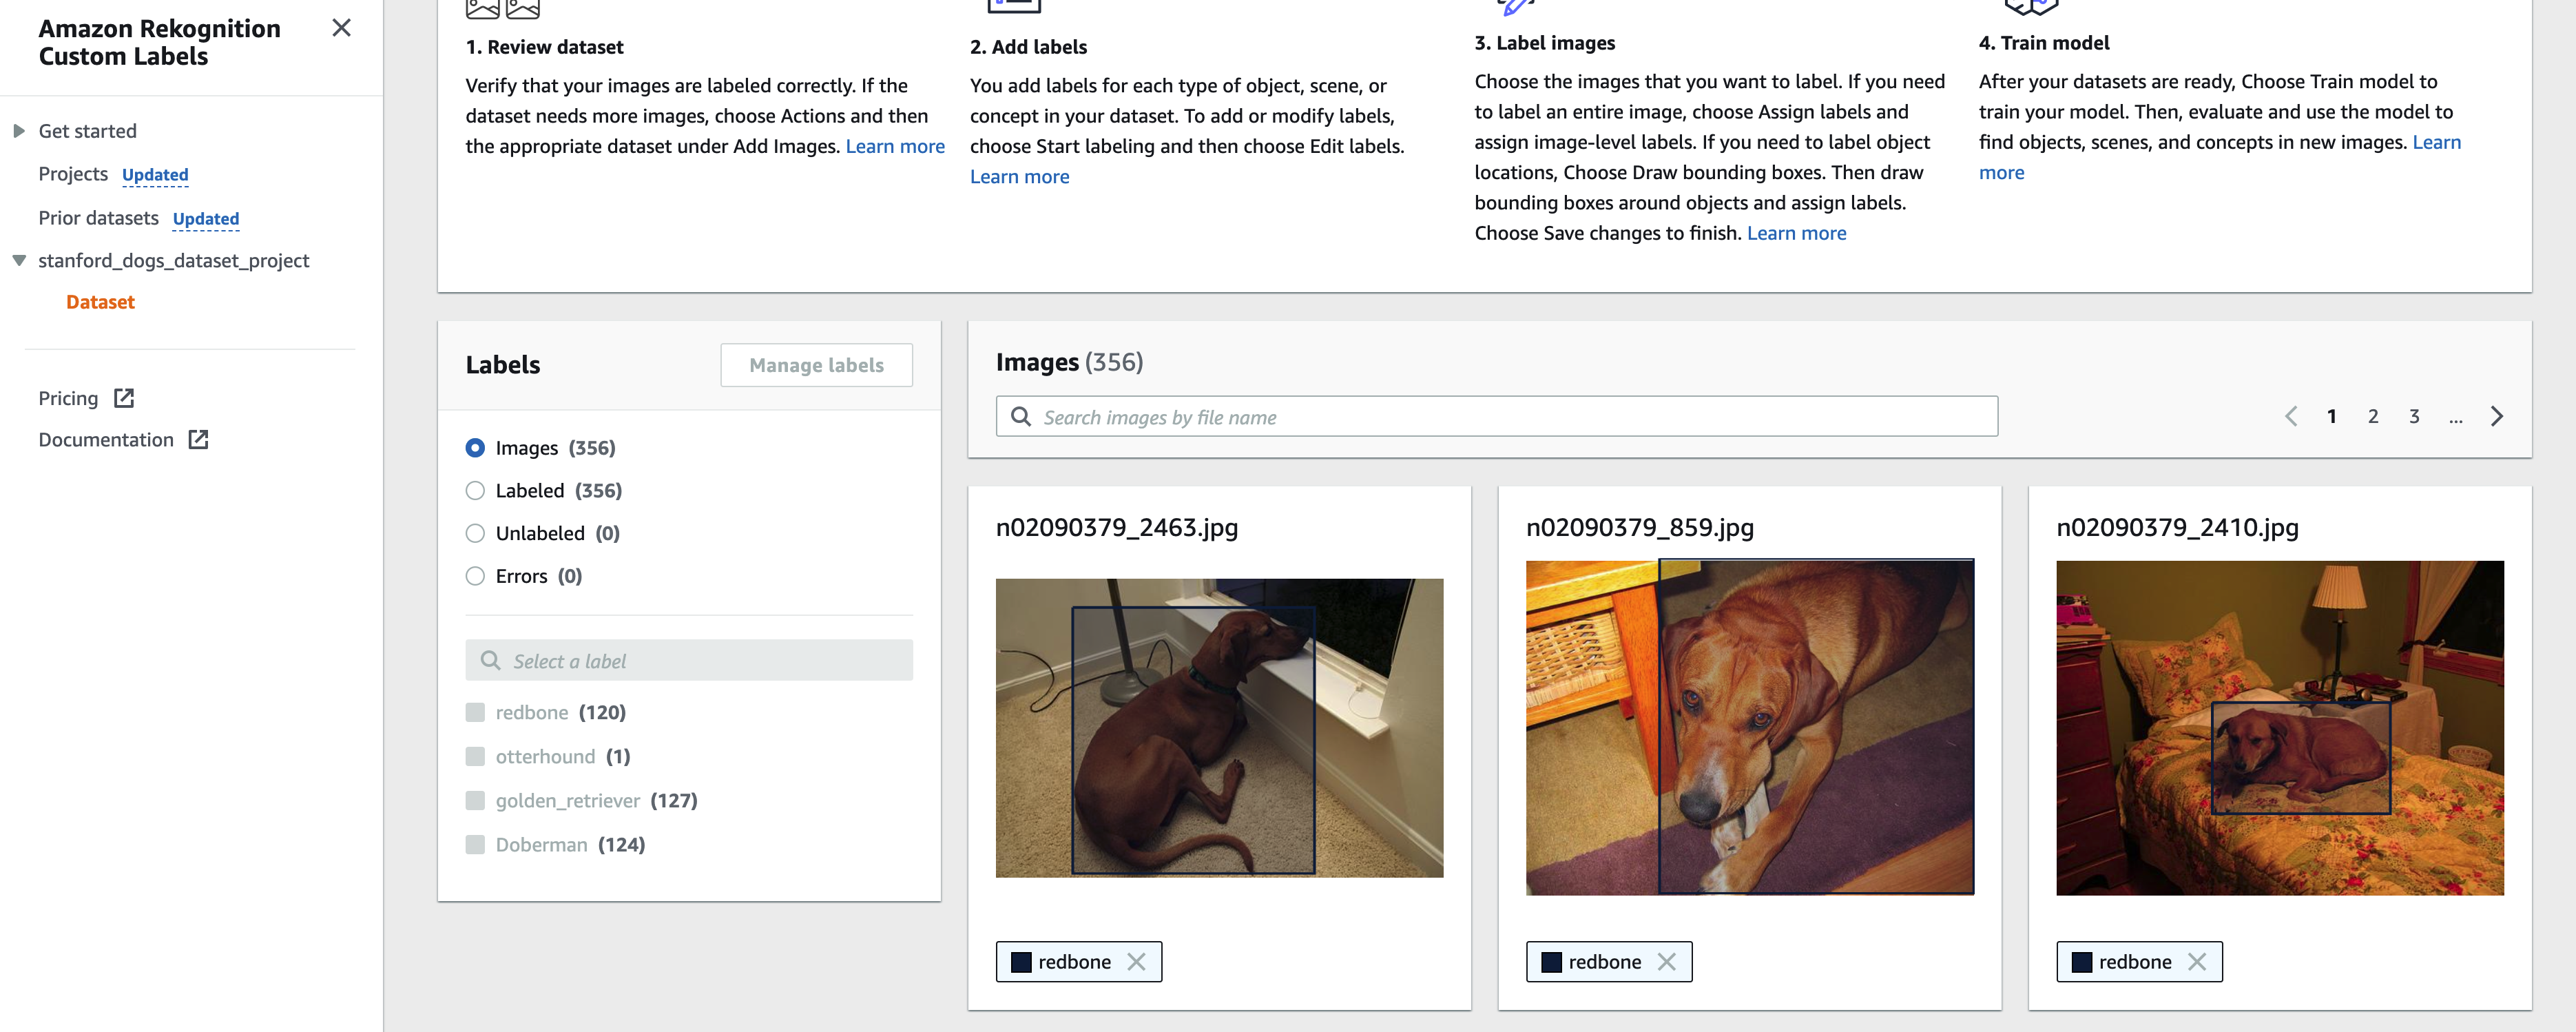 Amazon Rekognition
Custom Labels
Get started
Projects Updated
Prior datasets Updated
stanford_dogs_dataset_project
Dataset
Pricing
Documentation
1. Review dataset
Verify that your images are labeled correctly. If the
dataset needs more images, choose Actions and then
the appropriate dataset under Add Images. Learn more
2. Add labels
You add labels for each type of object, scene, or
concept in your dataset. To add or modify labels,
choose Start labeling and then choose Edit labels.
Learn more
3. Label images
Choose the images that you want to label. If you need
to label an entire image, choose Assign labels and
assign image-level labels. If you need to label object
locations, Choose Draw bounding boxes. Then draw
bounding boxes around objects and assign labels.
Choose Save changes to finish. Learn more
4. Train model
After your datasets are ready, Choose Train model to
train your model. Then, evaluate and use the model to
find objects, scenes, and concepts in new images. Learn
more
Labels
Manage labels
Images (356)
Labeled (356)
Unlabeled (0)
Errors (0)
Select a label
redbone (120)
otterhound (1)
golden_retriever (127)
Doberman (124)
Images (356)
Search images by file name
1 2 3 ...
n02090379_2463.jpg
redbone
n02090379_859.jpg
redbone
n02090379_2410.jpg
redbone